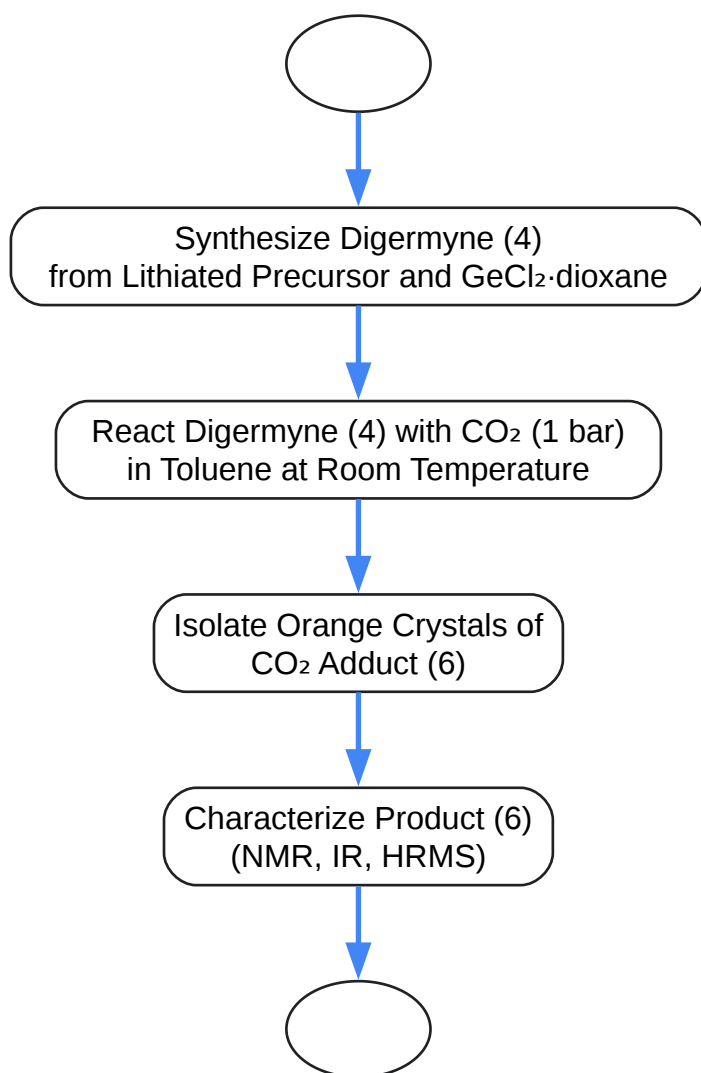 Synthesize Digermyne (4)
from Lithiated Precursor and GeCl₂·dioxane
React Digermyne (4) with CO₂ (1 bar)
in Toluene at Room Temperature
Isolate Orange Crystals of
CO₂ Adduct (6)
Characterize Product (6)
(NMR, IR, HRMS)